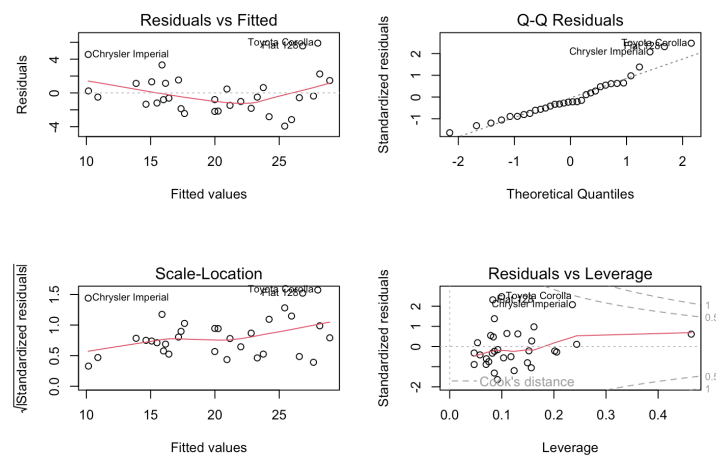 Residuals vs Fitted
Residuals
-4
0
2
4
6
Chrysler Imperial
Toyota Corolla
Fiat 128
10
15
20
25
Fitted values
Q-Q Residuals
Standardized residuals
-1
0
1
2
Toyota Corolla
Fiat 128
Chrysler Imperial
-2
-1
0
1
2
Theoretical Quantiles
Scale-Location
√|Standardized residuals|
0.0
0.5
1.0
1.5
Chrysler Imperial
Toyota Corolla
Fiat 128
10
15
20
25
Fitted values
Residuals vs Leverage
Standardized residuals
-2
0
1
2
Toyota Corolla
Fiat 128
Chrysler Imperial
Cook's distance
1
0.5
0.5
1
0.0
0.1
0.2
0.3
0.4
Leverage